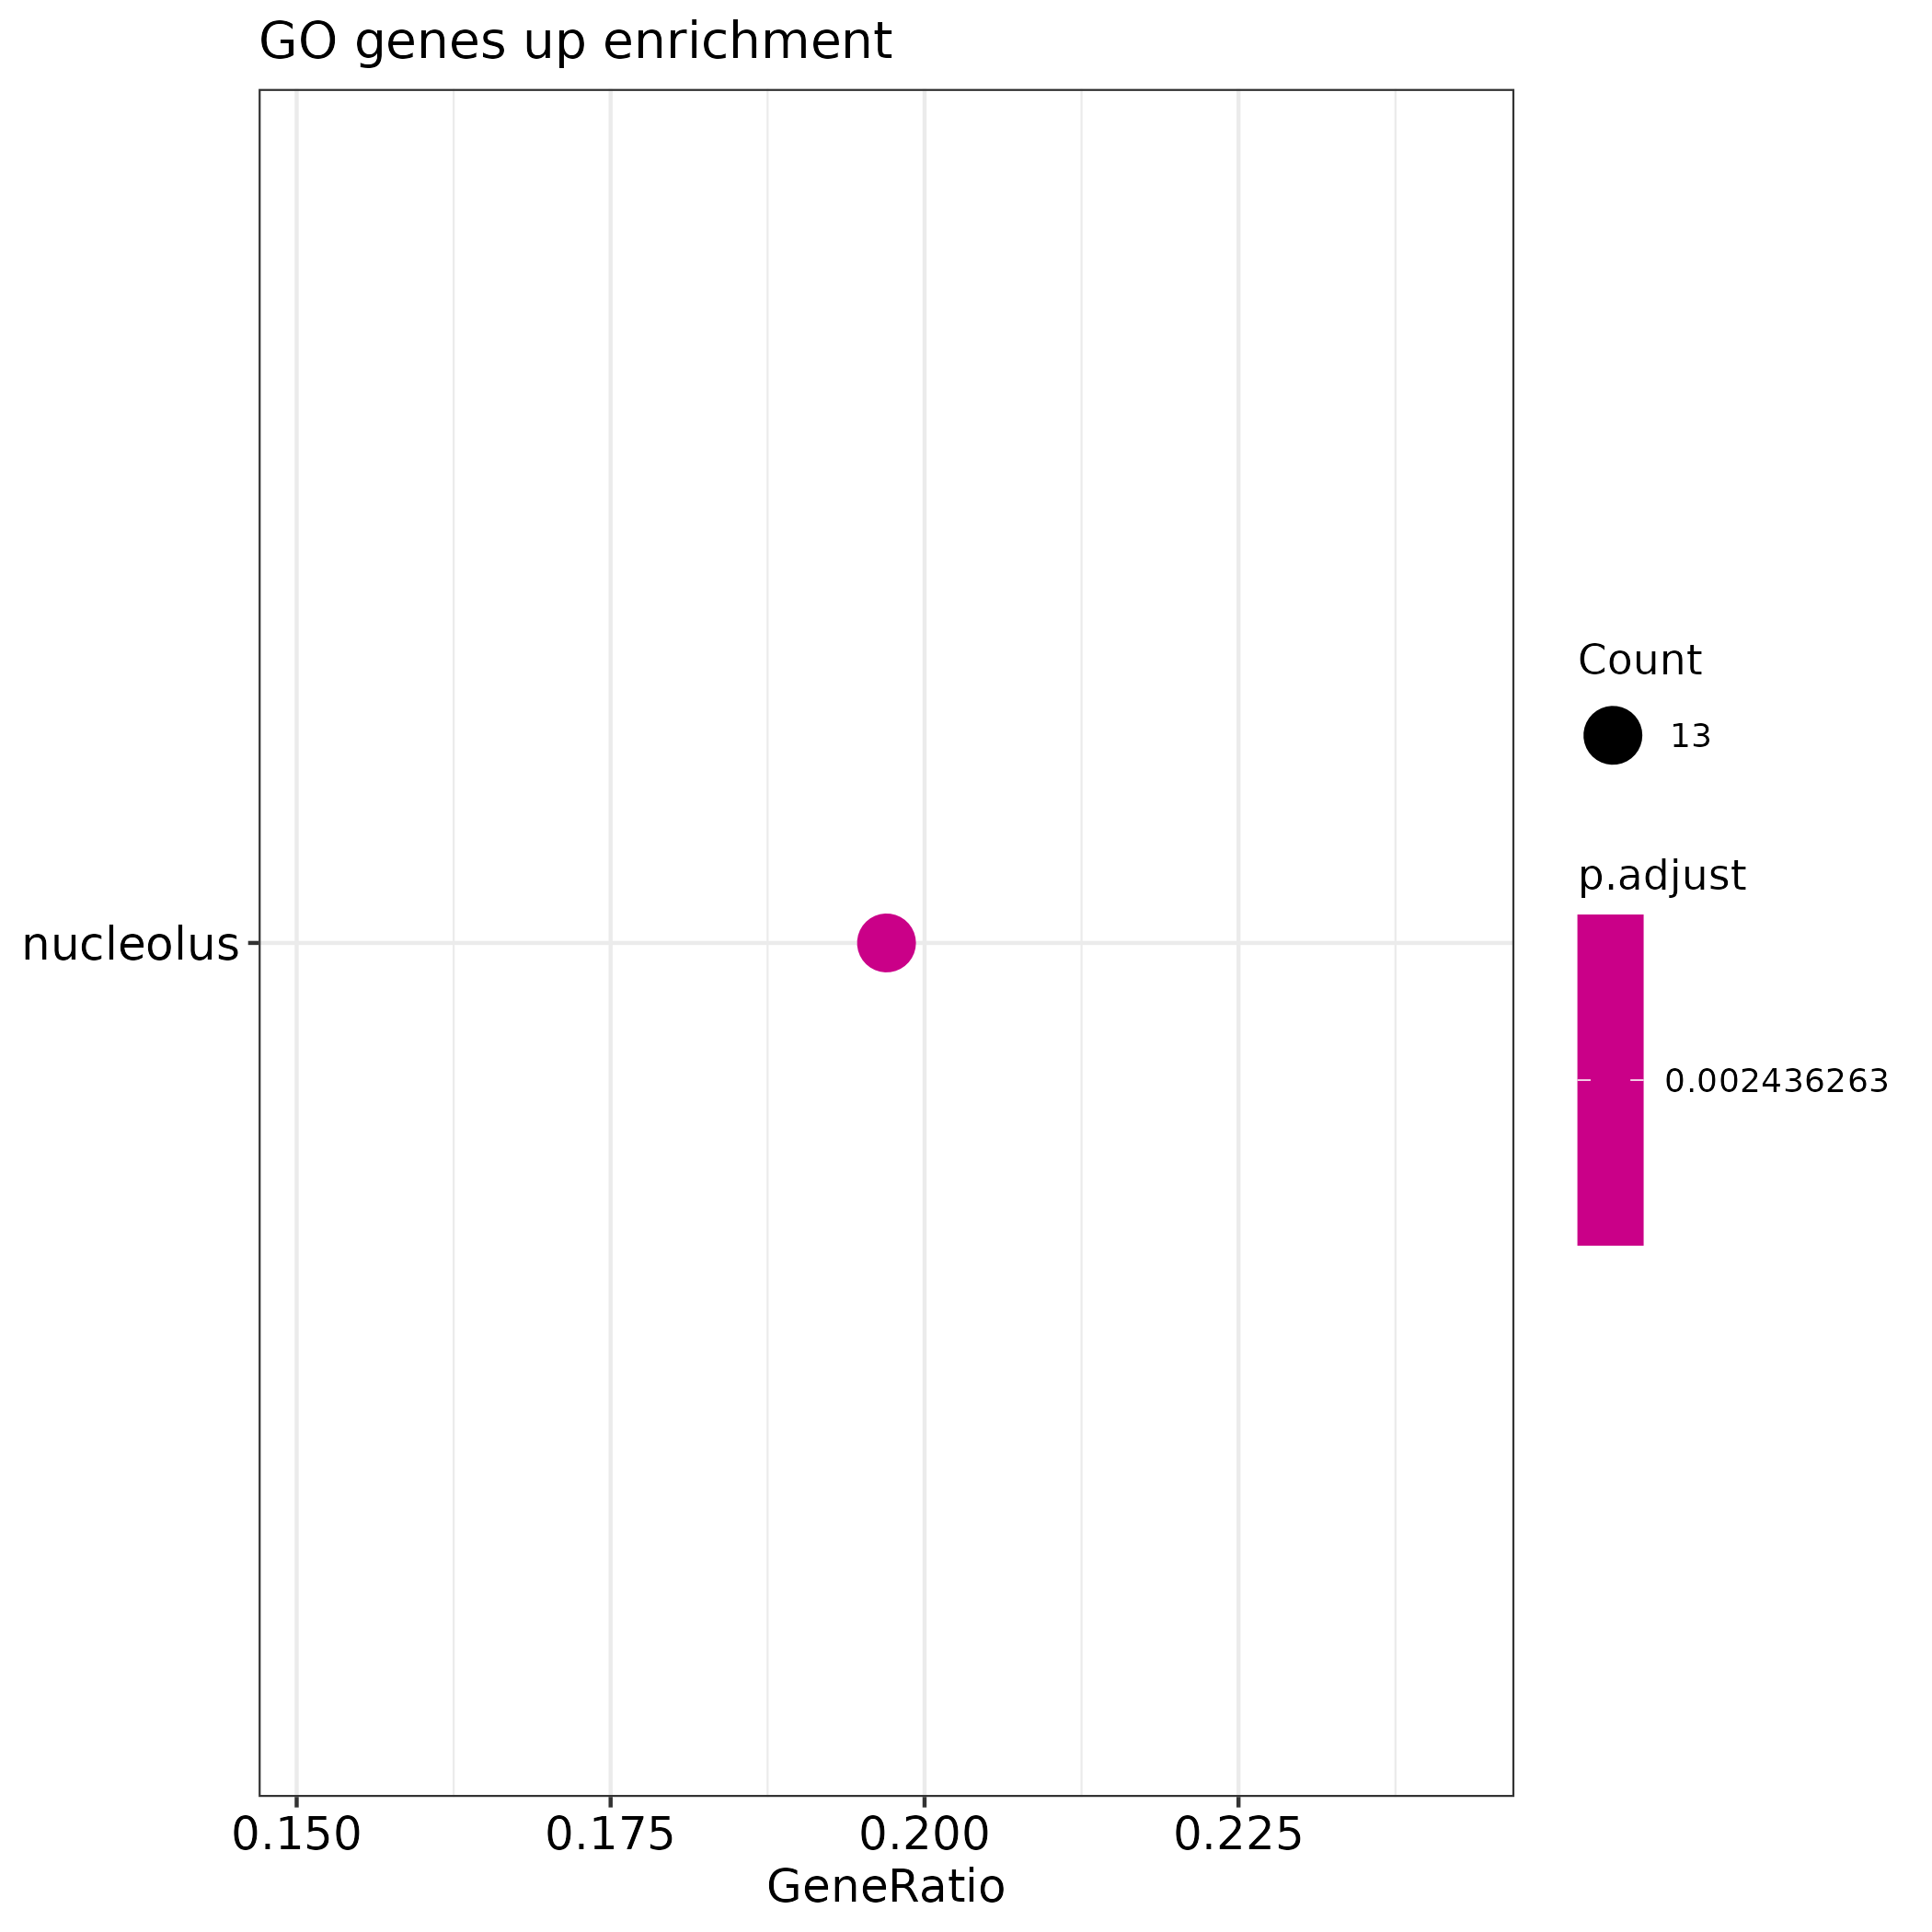 GO genes up enrichment
Count
13
p.adjust
0.002436263
nucleolus
0.150 0.175 0.200 0.225
GeneRatio